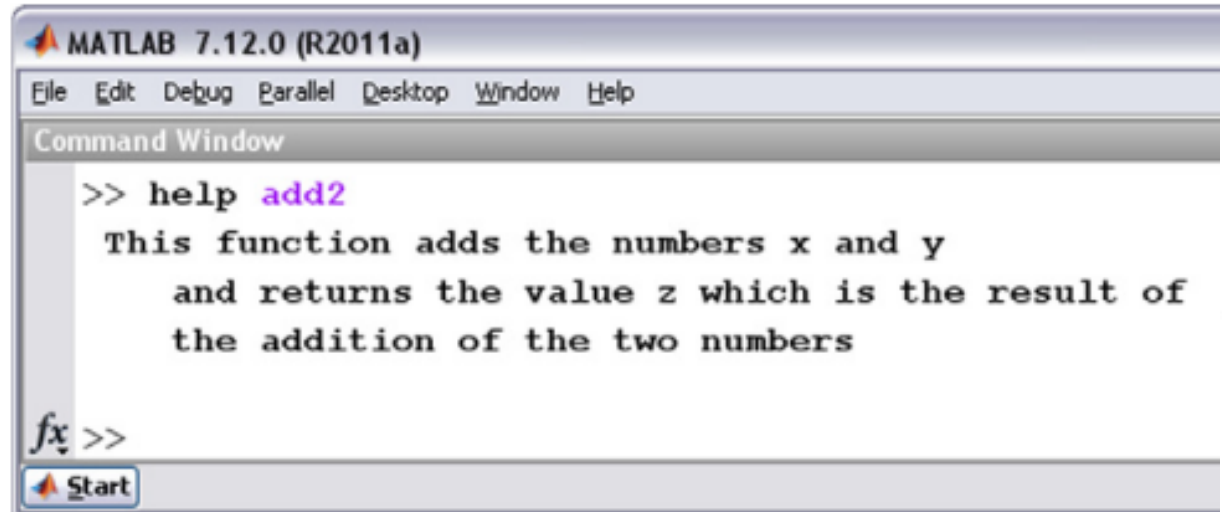 MATLAB 7.12.0 (R2011a)
File Edit Debug Parallel Desktop Window Help
Command Window
>> help add2
This function adds the numbers x and y
and returns the value z which is the result of
the addition of the two numbers
fx >>
Start